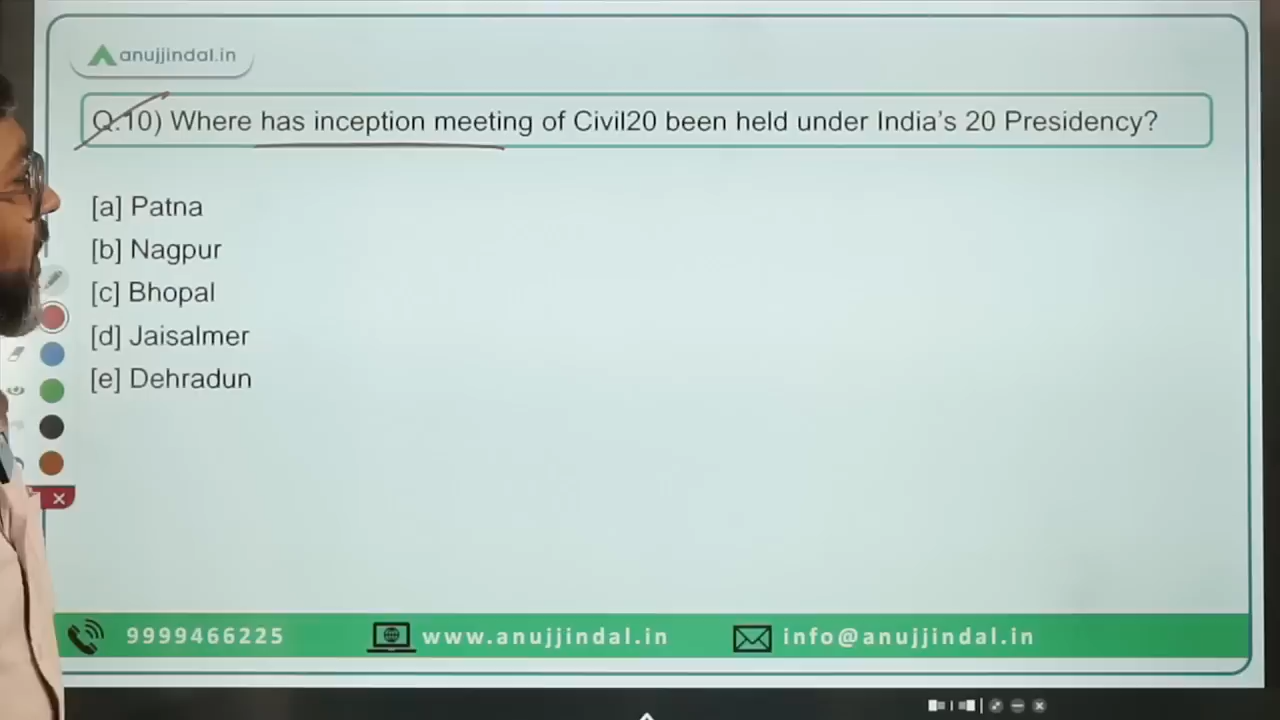 anujjindal.in
Q.10) Where has inception meeting of Civil20 been held under India's 20 Presidency?
[a] Patna
[b] Nagpur
[c] Bhopal
[d] Jaisalmer
[e] Dehradun
9999466225 www.anujjindal.in info@anujjindal.in